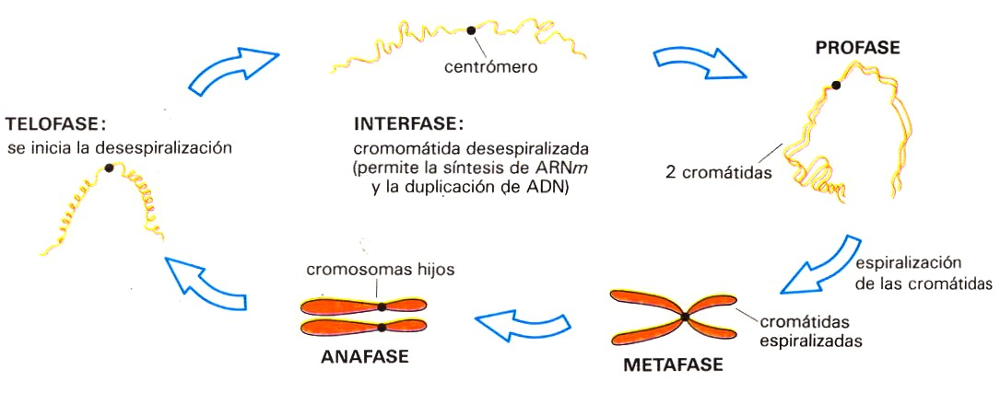 centrómero
PROFASE
TELOFASE:
se inicia la desespiralización
INTERFASE:
cromomátida desespiralizada
(permite la síntesis de ARNm
y la duplicación de ADN)
2 cromátidas
espiralización
de las cromátidas
cromosomas hijos
ANAFASE
cromátidas
espiralizadas
METAFASE